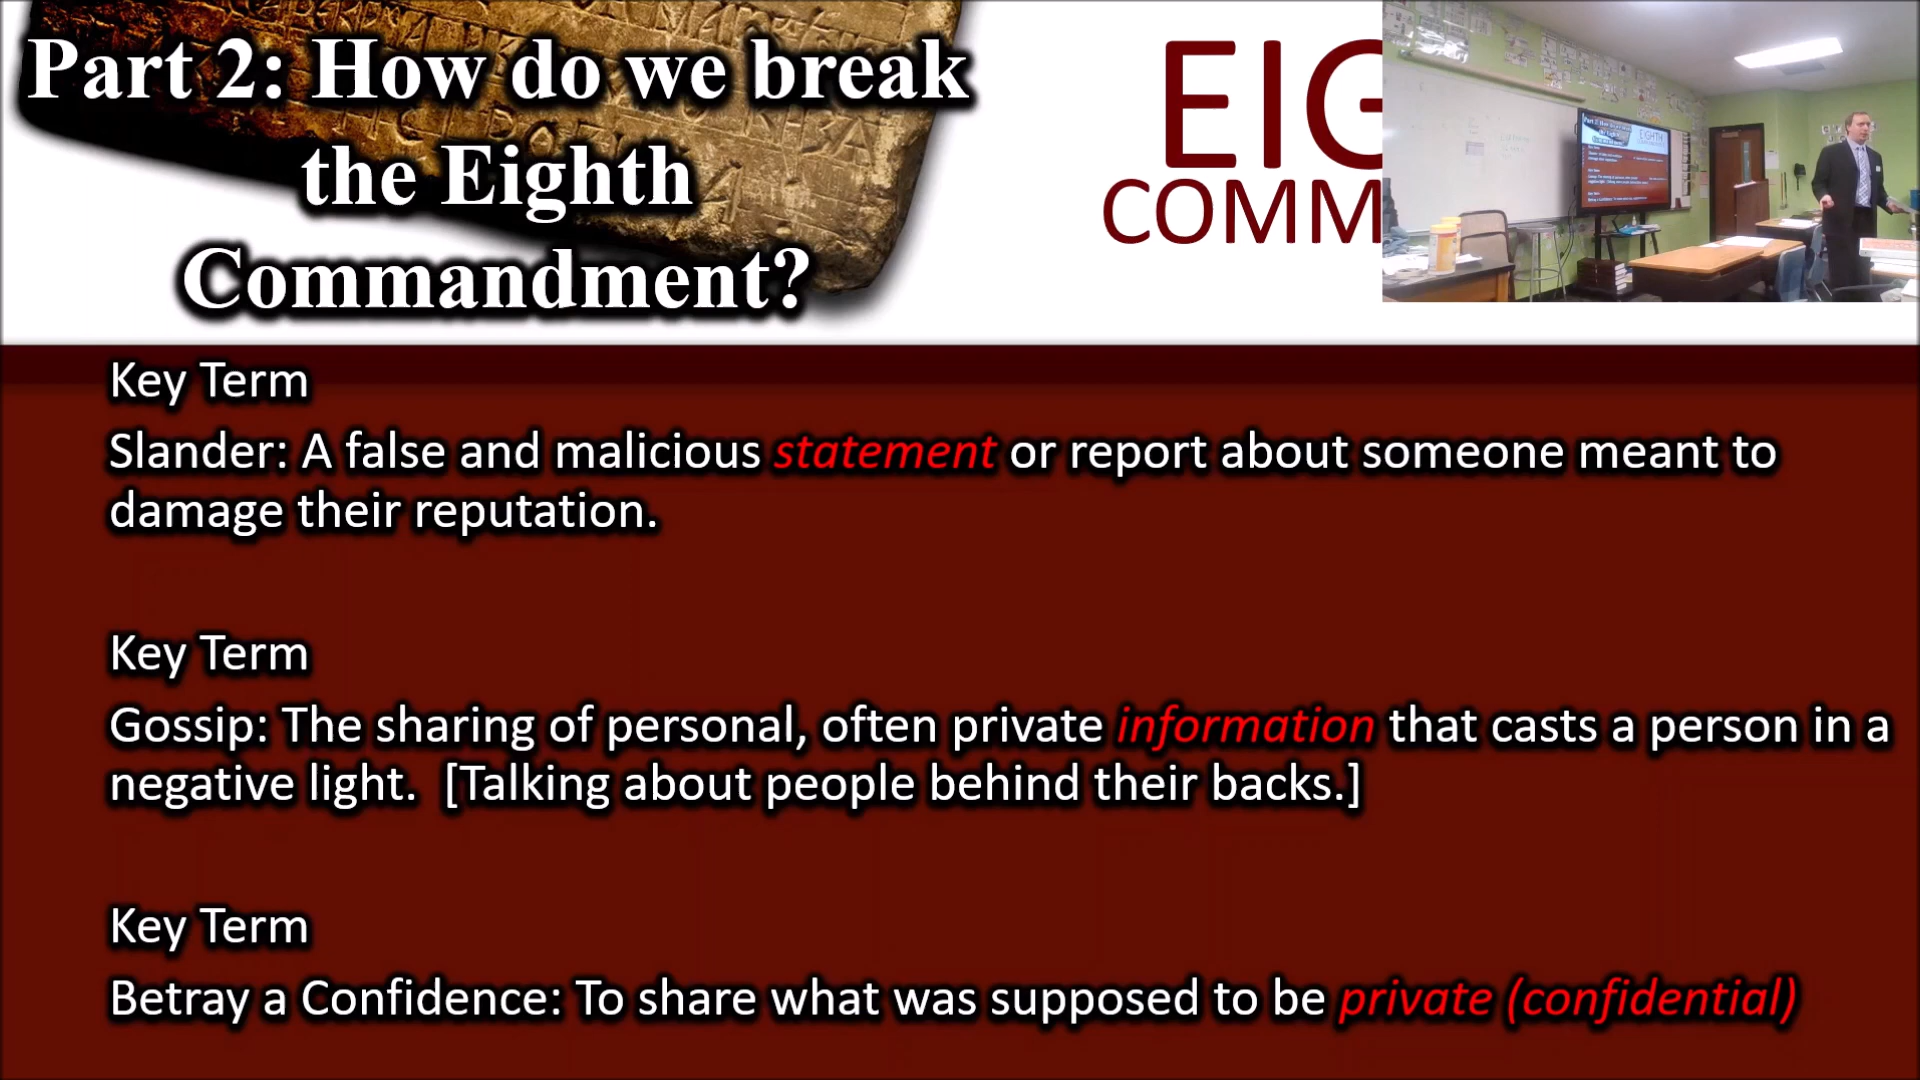 Part 2: How do we break
the Eighth
Commandment?
EIG
COMM
Key Term
Slander: A false and malicious statement or report about someone meant to
damage their reputation.
Key Term
Gossip: The sharing of personal, often private information that casts a person in a
negative light.  [Talking about people behind their backs.]
Key Term
Betray a Confidence: To share what was supposed to be private (confidential)
EIGHTH